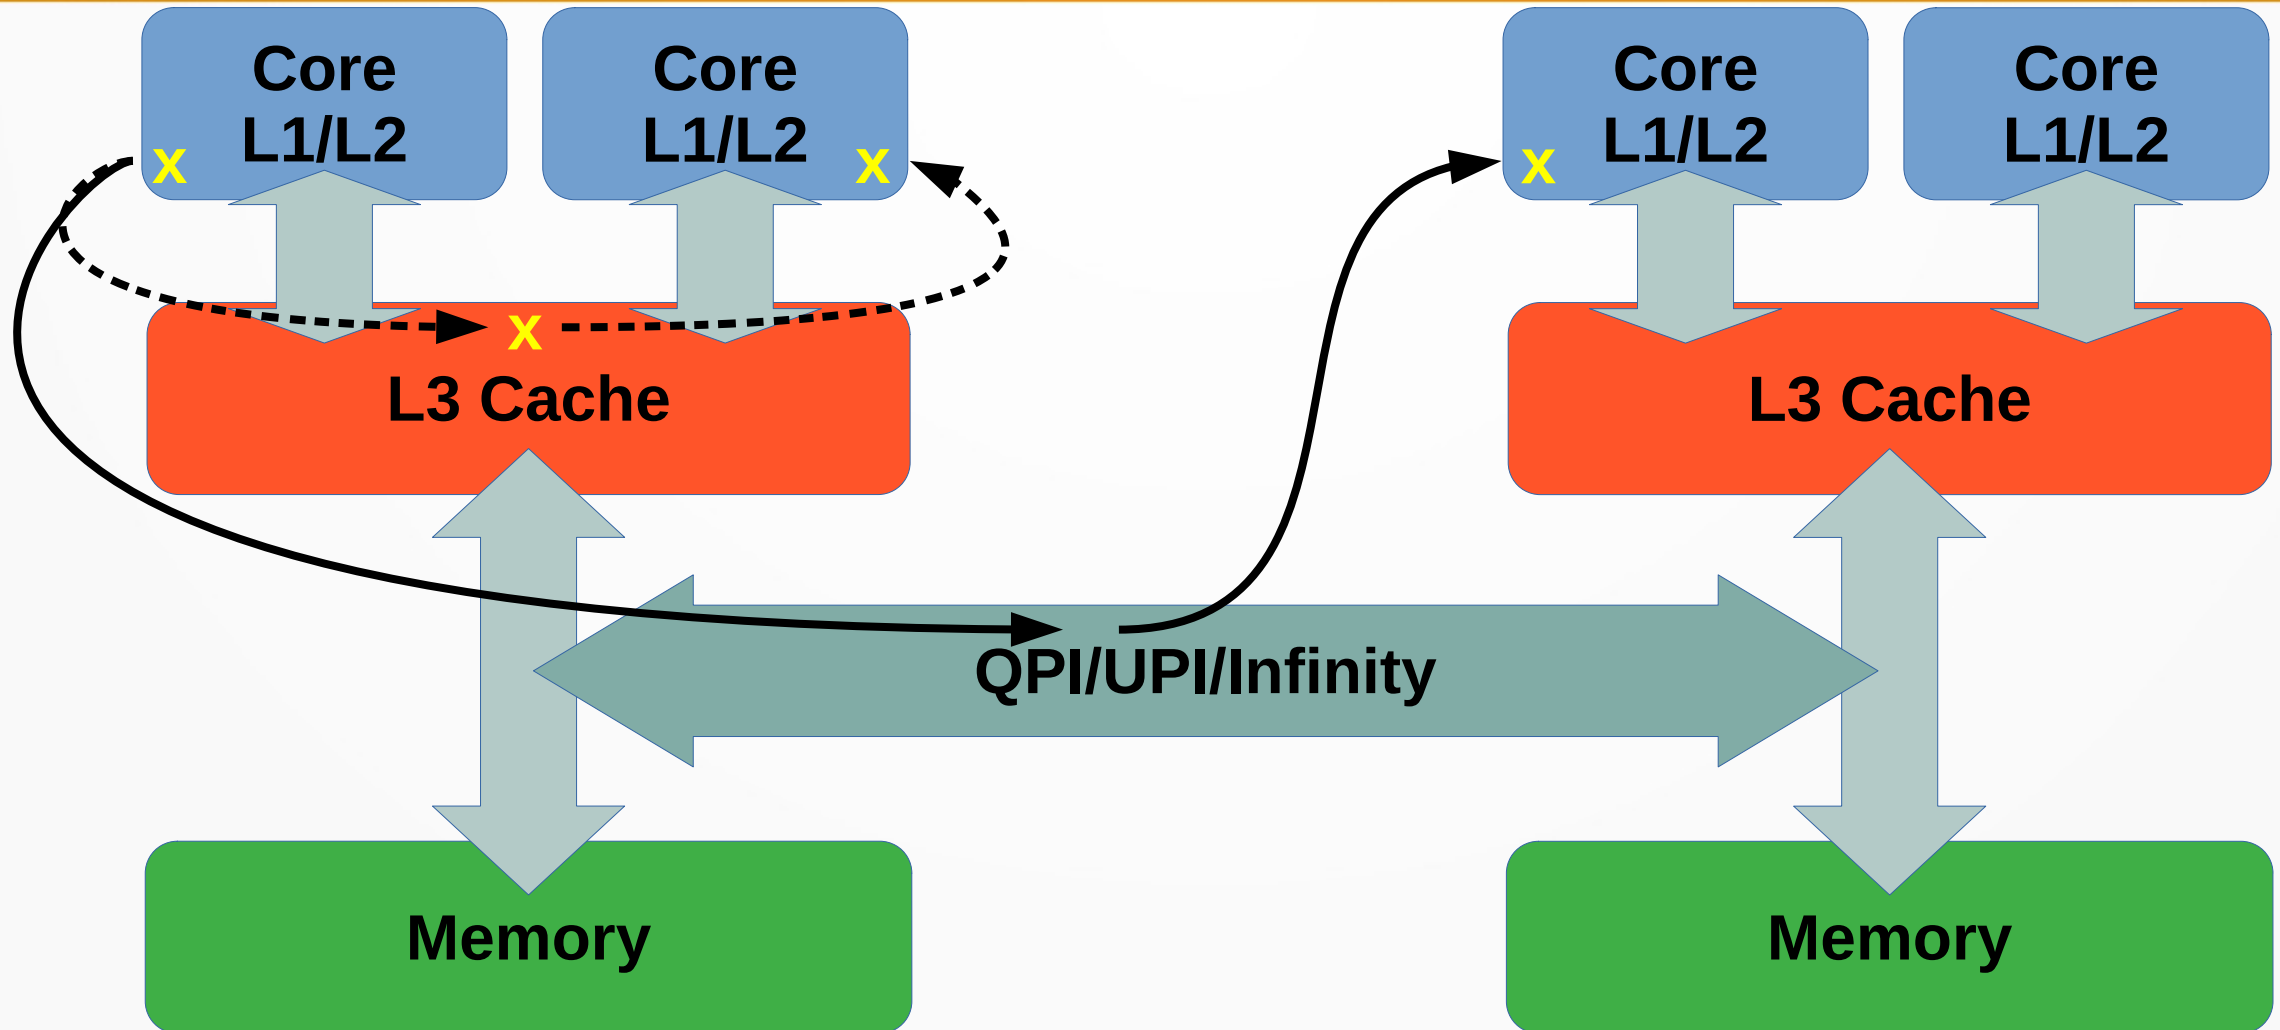 Core
L1/L2
x
Core
L1/L2
x
Core
L1/L2
x
Core
L1/L2
x
L3 Cache
L3 Cache
QPI/UPI/Infinity
Memory
Memory